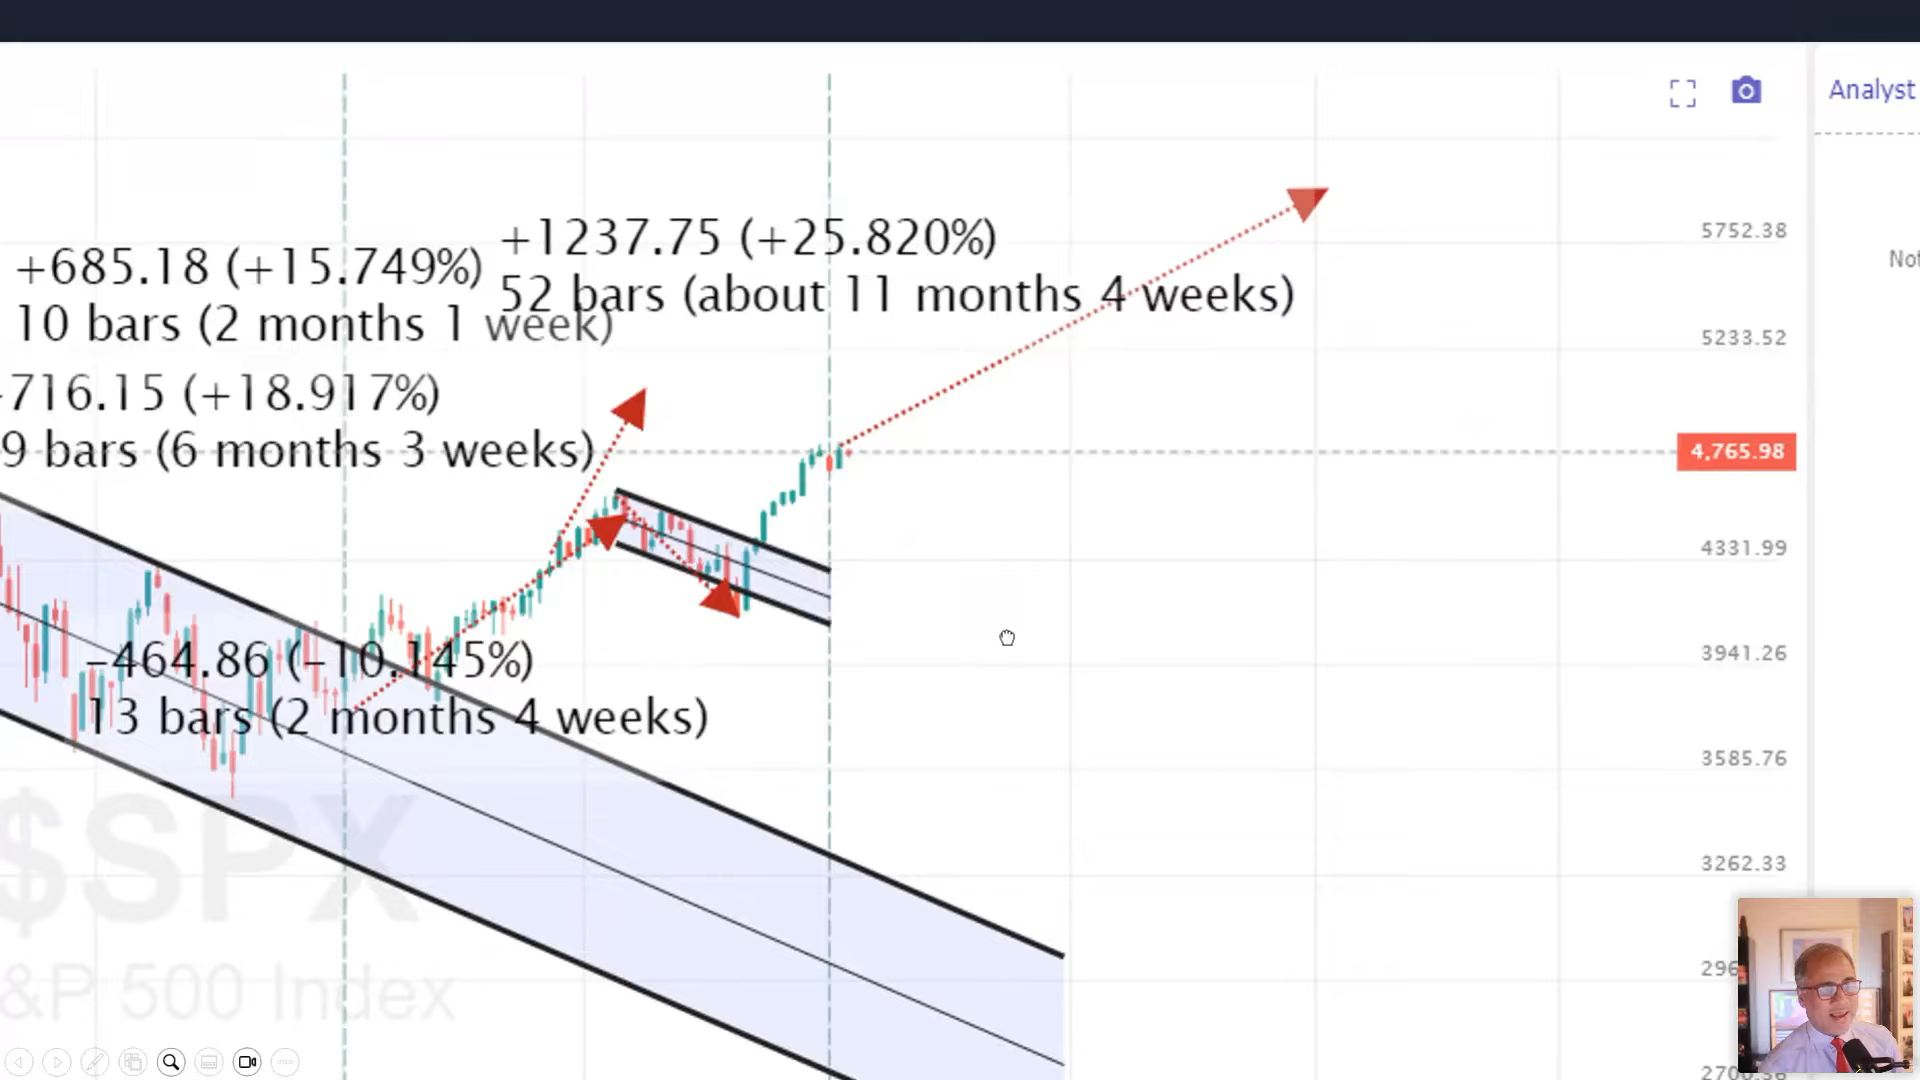 Analyst
+1237.75 (+25.820%)
52 bars (about 11 months 4 weeks)
+685.18 (+15.749%)
10 bars (2 months 1 week)
716.15 (+18.917%)
9 bars (6 months 3 weeks)
-464.86 (-10.145%)
13 bars (2 months 4 weeks)
Not
5752.38
5233.52
4,765.98
4331.99
3941.26
3585.76
3262.33
296
$SPX
&P 500 Index